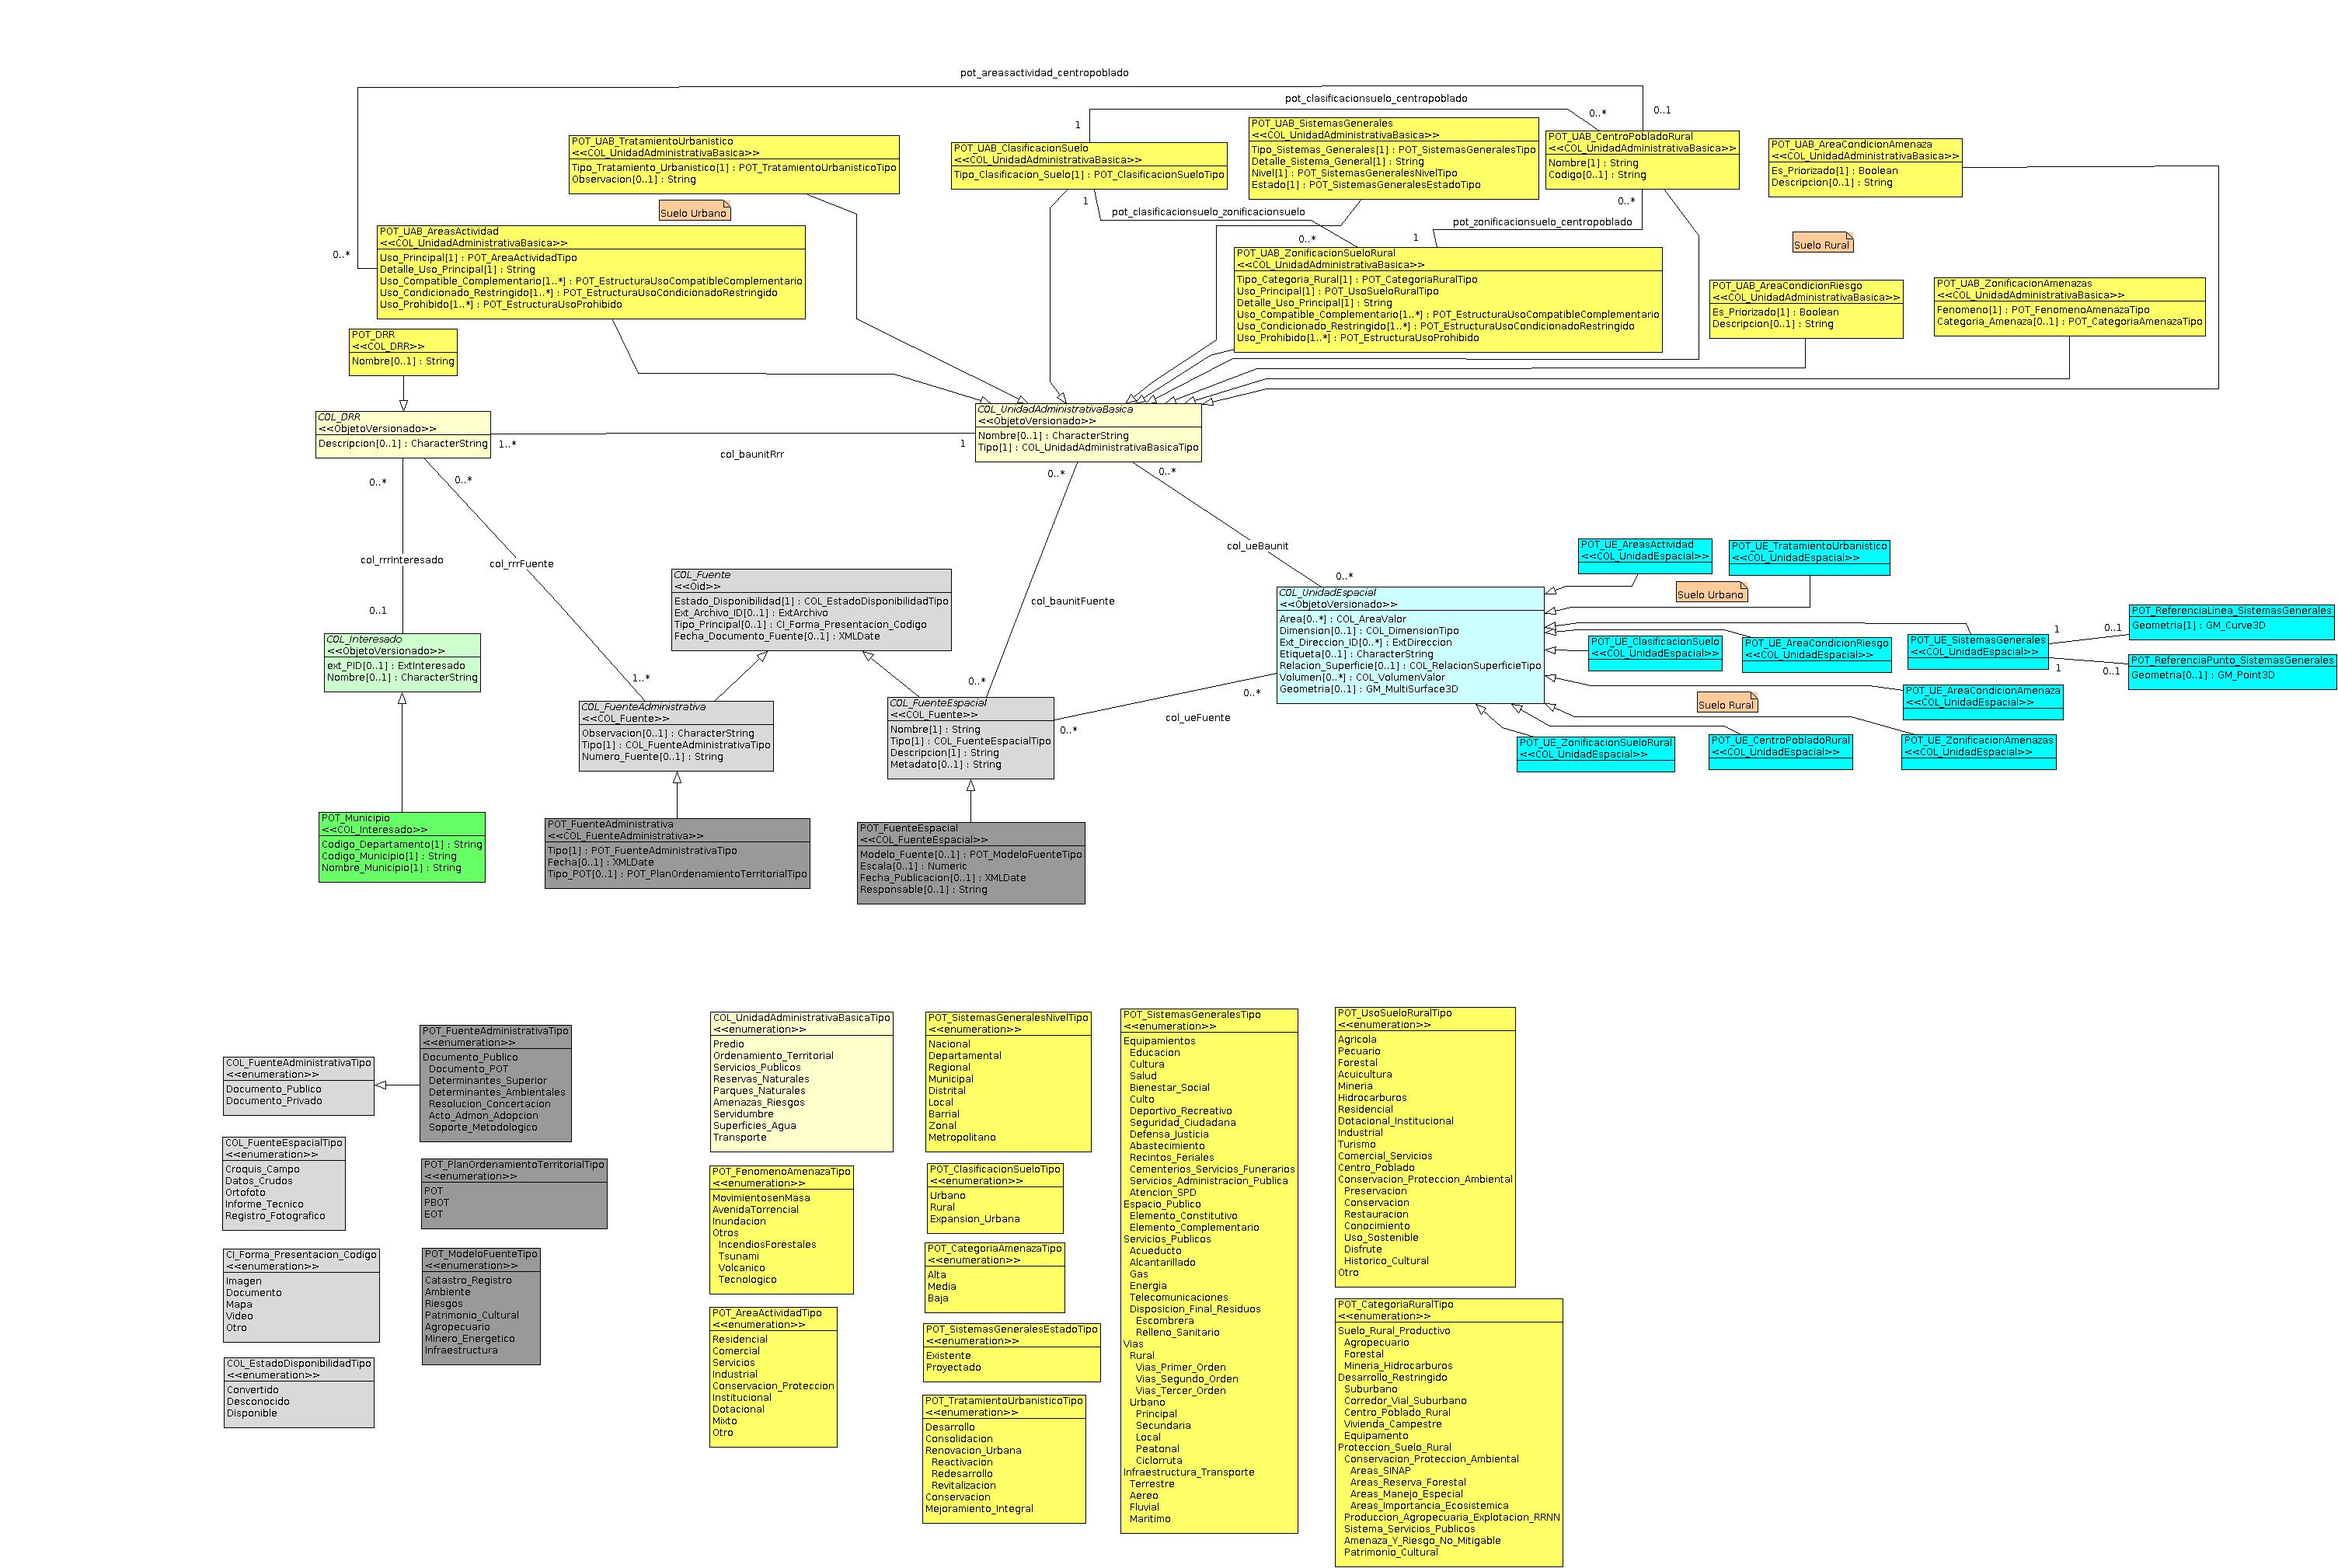 pot_areasactividad_centropoblado
pot_clasificacionsuelo_centropoblado
0..1
0..*
1
POT_UAB_TratamientoUrbanistico
<<COL_UnidadAdministrativaBasica>>
Tipo_Tratamiento_Urbanistico[1] : POT_TratamientoUrbanisticoTipo
Observacion[0..1] : String
POT_UAB_ClasificacionSuelo
<<COL_UnidadAdministrativaBasica>>
Tipo_Clasificacion_Suelo[1] : POT_ClasificacionSueloTipo
POT_UAB_SistemasGenerales
<<COL_UnidadAdministrativaBasica>>
Tipo_Sistemas_Generales[1] : POT_SistemasGeneralesTipo
Detalle_Sistema_General[1] : String
Nivel[1] : POT_SistemasGeneralesNivelTipo
Estado[1] : POT_SistemasGeneralesEstadoTipo
POT_UAB_CentroPobladoRural
<<COL_UnidadAdministrativaBasica>>
Nombre[1] : String
Codigo[0..1] : String
POT_UAB_AreaCondicionAmenaza
<<COL_UnidadAdministrativaBasica>>
Es_Priorizado[1] : Boolean
Descripcion[0..1] : String
Suelo Urbano
1
pot_clasificacionsuelo_zonificacionsuelo
0..*
0..*
pot_zonificacionsuelo_centropoblado
1
Suelo Rural
0..*
POT_UAB_AreasActividad
<<COL_UnidadAdministrativaBasica>>
Uso_Principal[1] : POT_AreaActividadTipo
Detalle_Uso_Principal[1] : String
Uso_Compatible_Complementario[1..*] : POT_EstructuraUsoCompatibleComplementario
Uso_Condicionado_Restringido[1..*] : POT_EstructuraUsoCondicionadoRestringido
Uso_Prohibido[1..*] : POT_EstructuraUsoProhibido
POT_UAB_ZonificacionSueloRural
<<COL_UnidadAdministrativaBasica>>
Tipo_Categoria_Rural[1] : POT_CategoriaRuralTipo
Uso_Principal[1] : POT_UsoSueloRuralTipo
Detalle_Uso_Principal[1] : String
Uso_Compatible_Complementario[1..*] : POT_EstructuraUsoCompatibleComplementario
Uso_Condicionado_Restringido[1..*] : POT_EstructuraUsoCondicionadoRestringido
Uso_Prohibido[1..*] : POT_EstructuraUsoProhibido
POT_UAB_AreaCondicionRiesgo
<<COL_UnidadAdministrativaBasica>>
Es_Priorizado[1] : Boolean
Descripcion[0..1] : String
POT_UAB_ZonificacionAmenazas
<<COL_UnidadAdministrativaBasica>>
Fenomeno[1] : POT_FenomenoAmenazaTipo
Categoria_Amenaza[0..1] : POT_CategoriaAmenazaTipo
POT_DRR
<<COL_DRR>>
Nombre[0..1] : String
COL_DRR
<<ObjetoVersionado>>
Descripcion[0..1] : CharacterString
1..*
col_baunitRrr
1
COL_UnidadAdministrativaBasica
<<ObjetoVersionado>>
Nombre[0..1] : CharacterString
Tipo[1] : COL_UnidadAdministrativaBasicaTipo
0..*
0..*
0..*
0..*
col_rrrInteresado
col_rrrFuente
col_baunitFuente
col_ueBaunit
0..1
1..*
0..*
0..*
COL_Fuente
<<Oid>>
Estado_Disponibilidad[1] : COL_EstadoDisponibilidadTipo
Ext_Archivo_ID[0..1] : ExtArchivo
Tipo_Principal[0..1] : CI_Forma_Presentacion_Codigo
Fecha_Documento_Fuente[0..1] : XMLDate
COL_UnidadEspacial
<<ObjetoVersionado>>
Area[0..*] : COL_AreaValor
Dimension[0..1] : COL_DimensionTipo
Ext_Direccion_ID[0..*] : ExtDireccion
Etiqueta[0..1] : CharacterString
Relacion_Superficie[0..1] : COL_RelacionSuperficieTipo
Volumen[0..*] : COL_VolumenValor
Geometria[0..1] : GM_MultiSurface3D
POT_UE_AreasActividad
<<COL_UnidadEspacial>>
POT_UE_TratamientoUrbanistico
<<COL_UnidadEspacial>>
Suelo Urbano
POT_UE_ClasificacionSuelo
<<COL_UnidadEspacial>>
POT_UE_AreaCondicionRiesgo
<<COL_UnidadEspacial>>
POT_UE_SistemasGenerales
<<COL_UnidadEspacial>>
1
0..1
1
0..1
POT_ReferenciaLinea_SistemasGenerales
Geometria[1] : GM_Curve3D
POT_ReferenciaPunto_SistemasGenerales
Geometria[0..1] : GM_Point3D
POT_UE_AreaCondicionAmenaza
<<COL_UnidadEspacial>>
Suelo Rural
POT_UE_ZonificacionSueloRural
<<COL_UnidadEspacial>>
POT_UE_CentroPobladoRural
<<COL_UnidadEspacial>>
POT_UE_ZonificacionAmenazas
<<COL_UnidadEspacial>>
COL_Interesado
<<ObjetoVersionado>>
ext_PID[0..1] : ExtInteresado
Nombre[0..1] : CharacterString
COL_FuenteAdministrativa
<<COL_Fuente>>
Observacion[0..1] : CharacterString
Tipo[1] : COL_FuenteAdministrativaTipo
Numero_Fuente[0..1] : String
COL_FuenteEspacial
<<COL_Fuente>>
Nombre[1] : String
Tipo[1] : COL_FuenteEspacialTipo
Descripcion[1] : String
Metadato[0..1] : String
0..*
col_ueFuente
0..*
POT_Municipio
<<COL_Interesado>>
Codigo_Departamento[1] : String
Codigo_Municipio[1] : String
Nombre_Municipio[1] : String
POT_FuenteAdministrativa
<<COL_FuenteAdministrativa>>
Tipo[1] : POT_FuenteAdministrativaTipo
Fecha[0..1] : XMLDate
Tipo_POT[0..1] : POT_PlanOrdenamientoTerritorialTipo
POT_FuenteEspacial
<<COL_FuenteEspacial>>
Modelo_Fuente[0..1] : POT_ModeloFuenteTipo
Escala[0..1] : Numeric
Fecha_Publicacion[0..1] : XMLDate
Responsable[0..1] : String
COL_FuenteAdministrativaTipo
<<enumeration>>
Documento_Publico
Documento_Privado
COL_FuenteEspacialTipo
<<enumeration>>
Croquis_Campo
Datos_Crudos
Ortofoto
Informe_Tecnico
Registro_Fotografico
CI_Forma_Presentacion_Codigo
<<enumeration>>
Imagen
Documento
Mapa
Video
Otro
COL_EstadoDisponibilidadTipo
<<enumeration>>
Convertido
Desconocido
Disponible
POT_FuenteAdministrativaTipo
<<enumeration>>
Documento_Publico
Documento_POT
Determinantes_Superior
Determinantes_Ambientales
Resolucion_Concertacion
Acto_Admon_Adopcion
Soporte_Metodologico
POT_PlanOrdenamientoTerritorialTipo
<<enumeration>>
POT
PBOT
EOT
POT_ModeloFuenteTipo
<<enumeration>>
Catastro_Registro
Ambiente
Riesgos
Patrimonio_Cultural
Agropecuario
Minero_Energetico
Infraestructura
COL_UnidadAdministrativaBasicaTipo
<<enumeration>>
Predio
Ordenamiento_Territorial
Servicios_Publicos
Reservas_Naturales
Parques_Naturales
Amenazas_Riesgos
Servidumbre
Superficies_Agua
Transporte
POT_FenomenoAmenazaTipo
<<enumeration>>
MovimientosenMasa
AvenidaTorrencial
Inundacion
Otros
IncendiosForestales
Tsunami
Volcanico
Tecnologico
POT_AreaActividadTipo
<<enumeration>>
Residencial
Comercial
Servicios
Industrial
Conservacion_Proteccion
Institucional
Dotacional
Mixto
Otro
POT_SistemasGeneralesNivelTipo
<<enumeration>>
Nacional
Departamental
Regional
Municipal
Distrital
Local
Barrial
Zonal
Metropolitano
POT_ClasificacionSueloTipo
<<enumeration>>
Urbano
Rural
Expansion_Urbana
POT_CategoriaAmenazaTipo
<<enumeration>>
Alta
Media
Baja
POT_SistemasGeneralesEstadoTipo
<<enumeration>>
Existente
Proyectado
POT_TratamientoUrbanisticoTipo
<<enumeration>>
Desarrollo
Consolidacion
Renovacion_Urbana
Reactivacion
Redesarrollo
Revitalizacion
Conservacion
Mejoramiento_Integral
POT_SistemasGeneralesTipo
<<enumeration>>
Equipamientos
Educacion
Cultura
Salud
Bienestar_Social
Culto
Deportivo_Recreativo
Seguridad_Ciudadana
Defensa_Justicia
Abastecimiento
Recintos_Feriales
Cementerios_Servicios_Funerarios
Servicios_Administracion_Publica
Atencion_SPD
Espacio_Publico
Elemento_Constitutivo
Elemento_Complementario
Servicios_Publicos
Acueducto
Alcantarillado
Gas
Energia
Telecomunicaciones
Disposicion_Final_Residuos
Escombrera
Relleno_Sanitario
Vias
Rural
Vias_Primer_Orden
Vias_Segundo_Orden
Vias_Tercer_Orden
Urbano
Principal
Secundaria
Local
Peatonal
Ciclorruta
Infraestructura_Transporte
Terrestre
Aereo
Fluvial
Maritimo
POT_UsoSueloRuralTipo
<<enumeration>>
Agricola
Pecuario
Forestal
Acuicultura
Mineria
Hidrocarburos
Residencial
Dotacional_Institucional
Industrial
Turismo
Comercial_Servicios
Centro_Poblado
Conservacion_Proteccion_Ambiental
Preservacion
Conservacion
Restauracion
Conocimiento
Uso_Sostenible
Disfrute
Historico_Cultural
Otro
POT_CategoriaRuralTipo
<<enumeration>>
Suelo_Rural_Productivo
Agropecuario
Forestal
Mineria_Hidrocarburos
Desarrollo_Restringido
Suburbano
Corredor_Vial_Suburbano
Centro_Poblado_Rural
Vivienda_Campestre
Equipamento
Proteccion_Suelo_Rural
Conservacion_Proteccion_Ambiental
Areas_SINAP
Areas_Reserva_Forestal
Areas_Manejo_Especial
Areas_Importancia_Ecosistemica
Produccion_Agropecuaria_Explotacion_RRNN
Sistema_Servicios_Publicos
Amenaza_Y_Riesgo_No_Mitigable
Patrimonio_Cultural